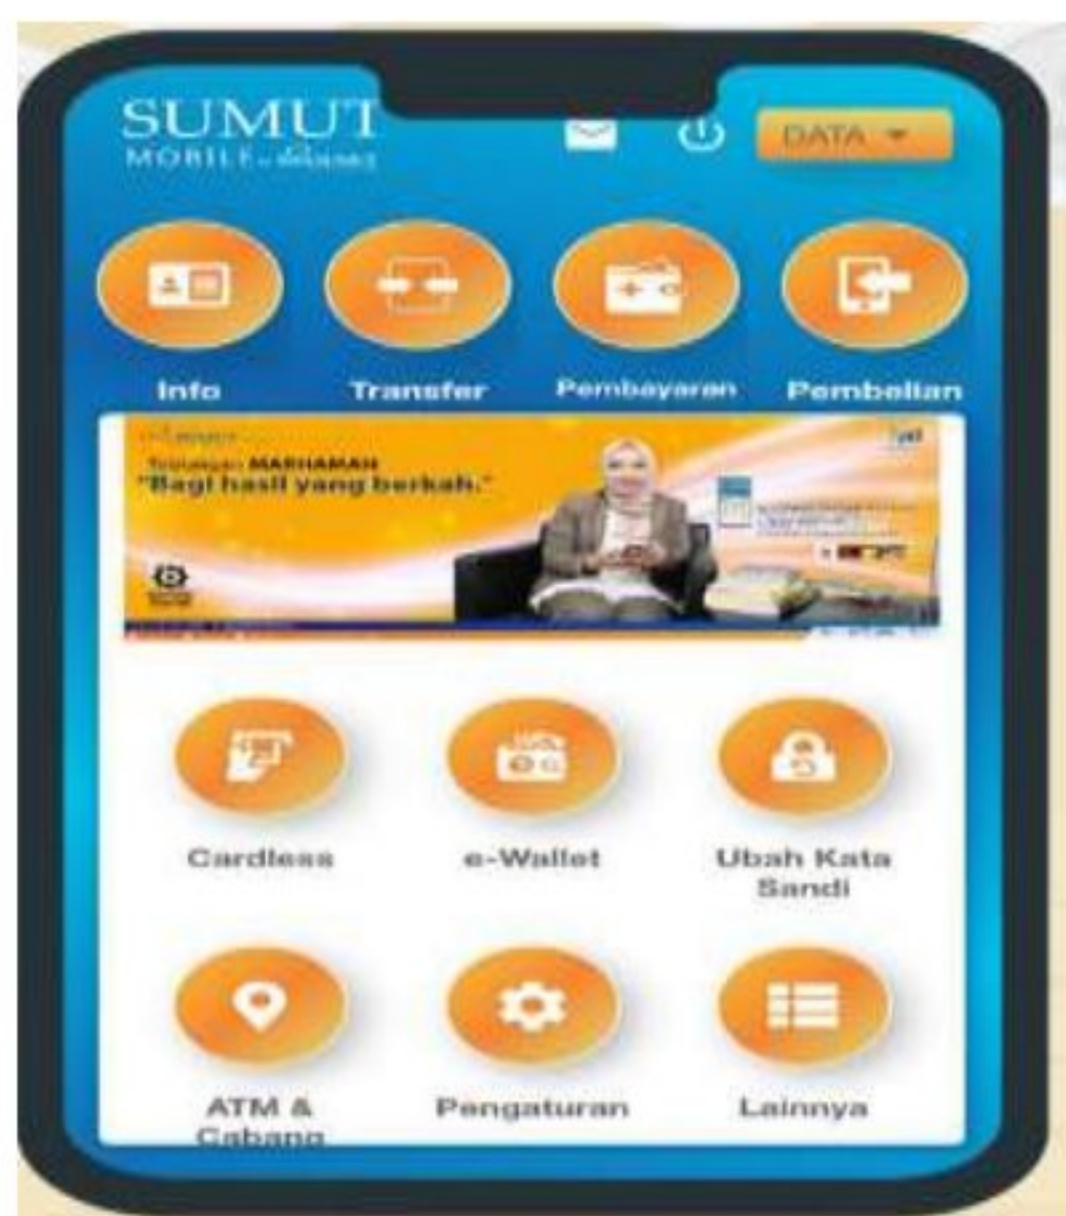 SUMUT
MOBILE
DATA
Info
Transfer
Pembayaran
Pembelian
Tabungan MARHAMAH
"Bagi hasil yang berkah."
Cardless
e-Wallet
Ubah Kata
Sandi
ATM &
Cabang
Pengaturan
Lainnya